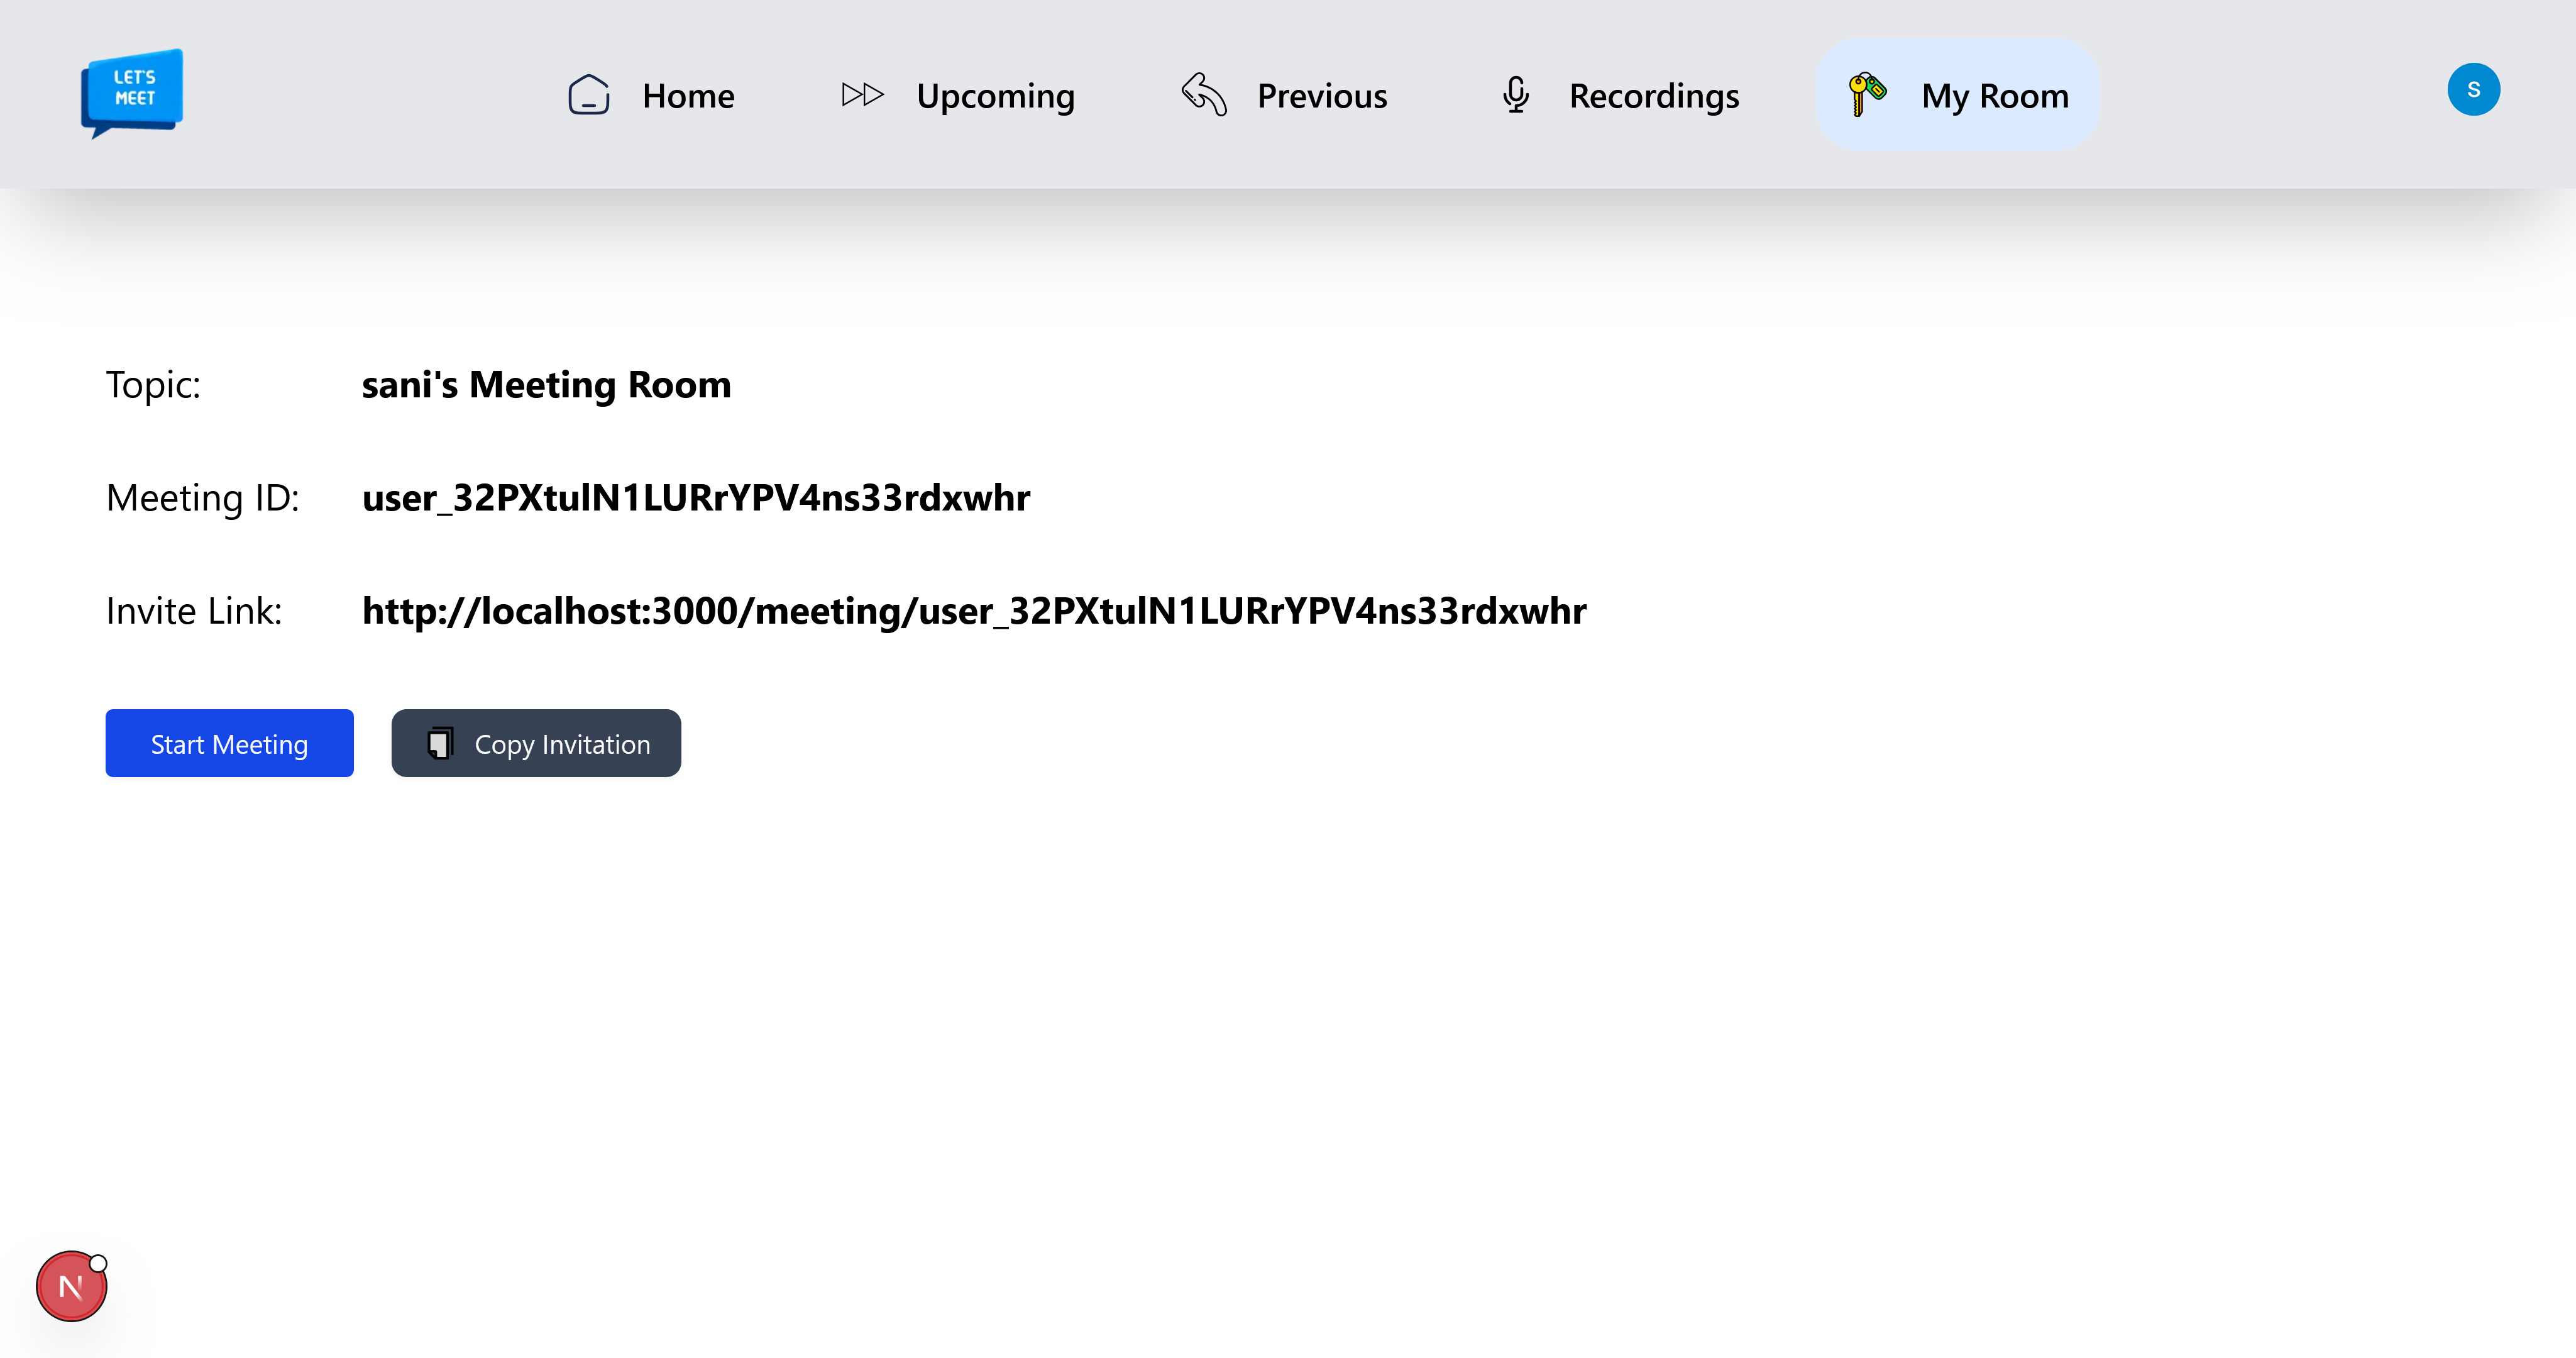 LET'S
MEET
Home
Upcoming
Previous
Recordings
My Room
S
Topic: sani's Meeting Room
Meeting ID: user_32PXtulN1LURrYPV4ns33rdxwhr
Invite Link: http://localhost:3000/meeting/user_32PXtulN1LURrYPV4ns33rdxwhr
Start Meeting
Copy Invitation
N